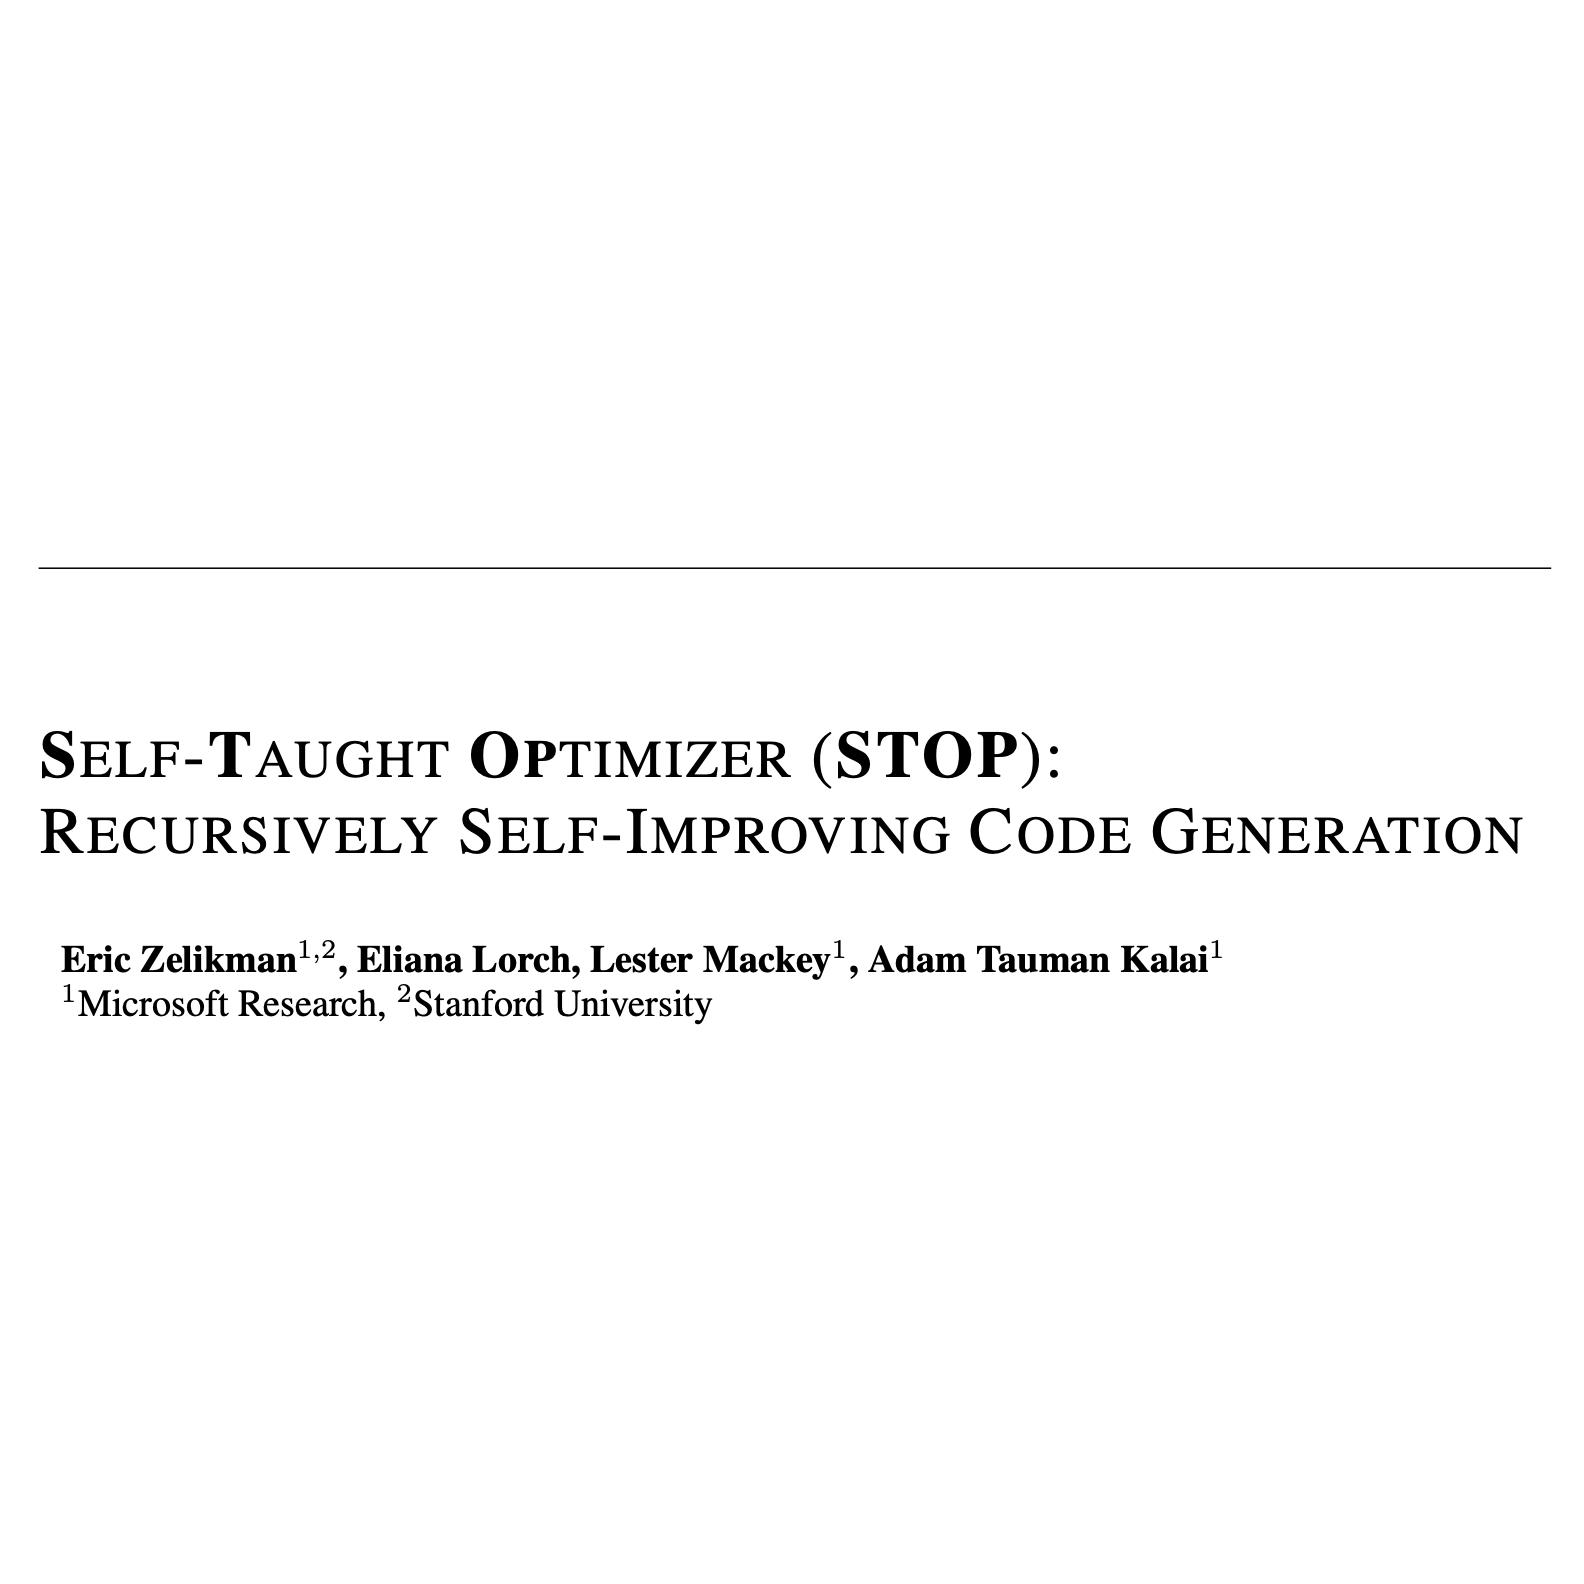 SELF-TAUGHT OPTIMIZER (STOP):
RECURSIVELY SELF-IMPROVING CODE GENERATION
Eric Zelikman1,2, Eliana Lorch, Lester Mackey1, Adam Tauman Kalai1
1Microsoft Research, 2Stanford University